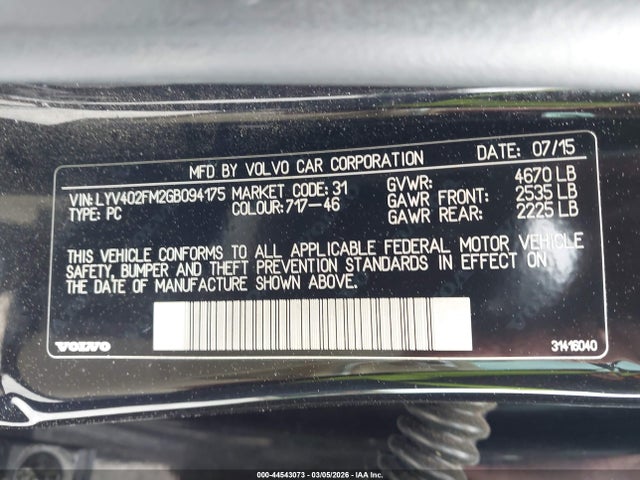 MFD BY VOLVO CAR CORPORATION DATE: 07/15
VIN: LYV402FM2GB094175 MARKET CODE: 31 GVWR: 4670 LB
TYPE: PC COLOUR: 717-46 GAWR FRONT: 2535 LB
GAWR REAR: 2225 LB
THIS VEHICLE CONFORMS TO ALL APPLICABLE FEDERAL MOTOR VEHICLE
SAFETY, BUMPER AND THEFT PREVENTION STANDARDS IN EFFECT ON
THE DATE OF MANUFACTURE SHOWN ABOVE.
VOLVO 31416040
000-44543073 | 03/05/2026 - IAA Inc.